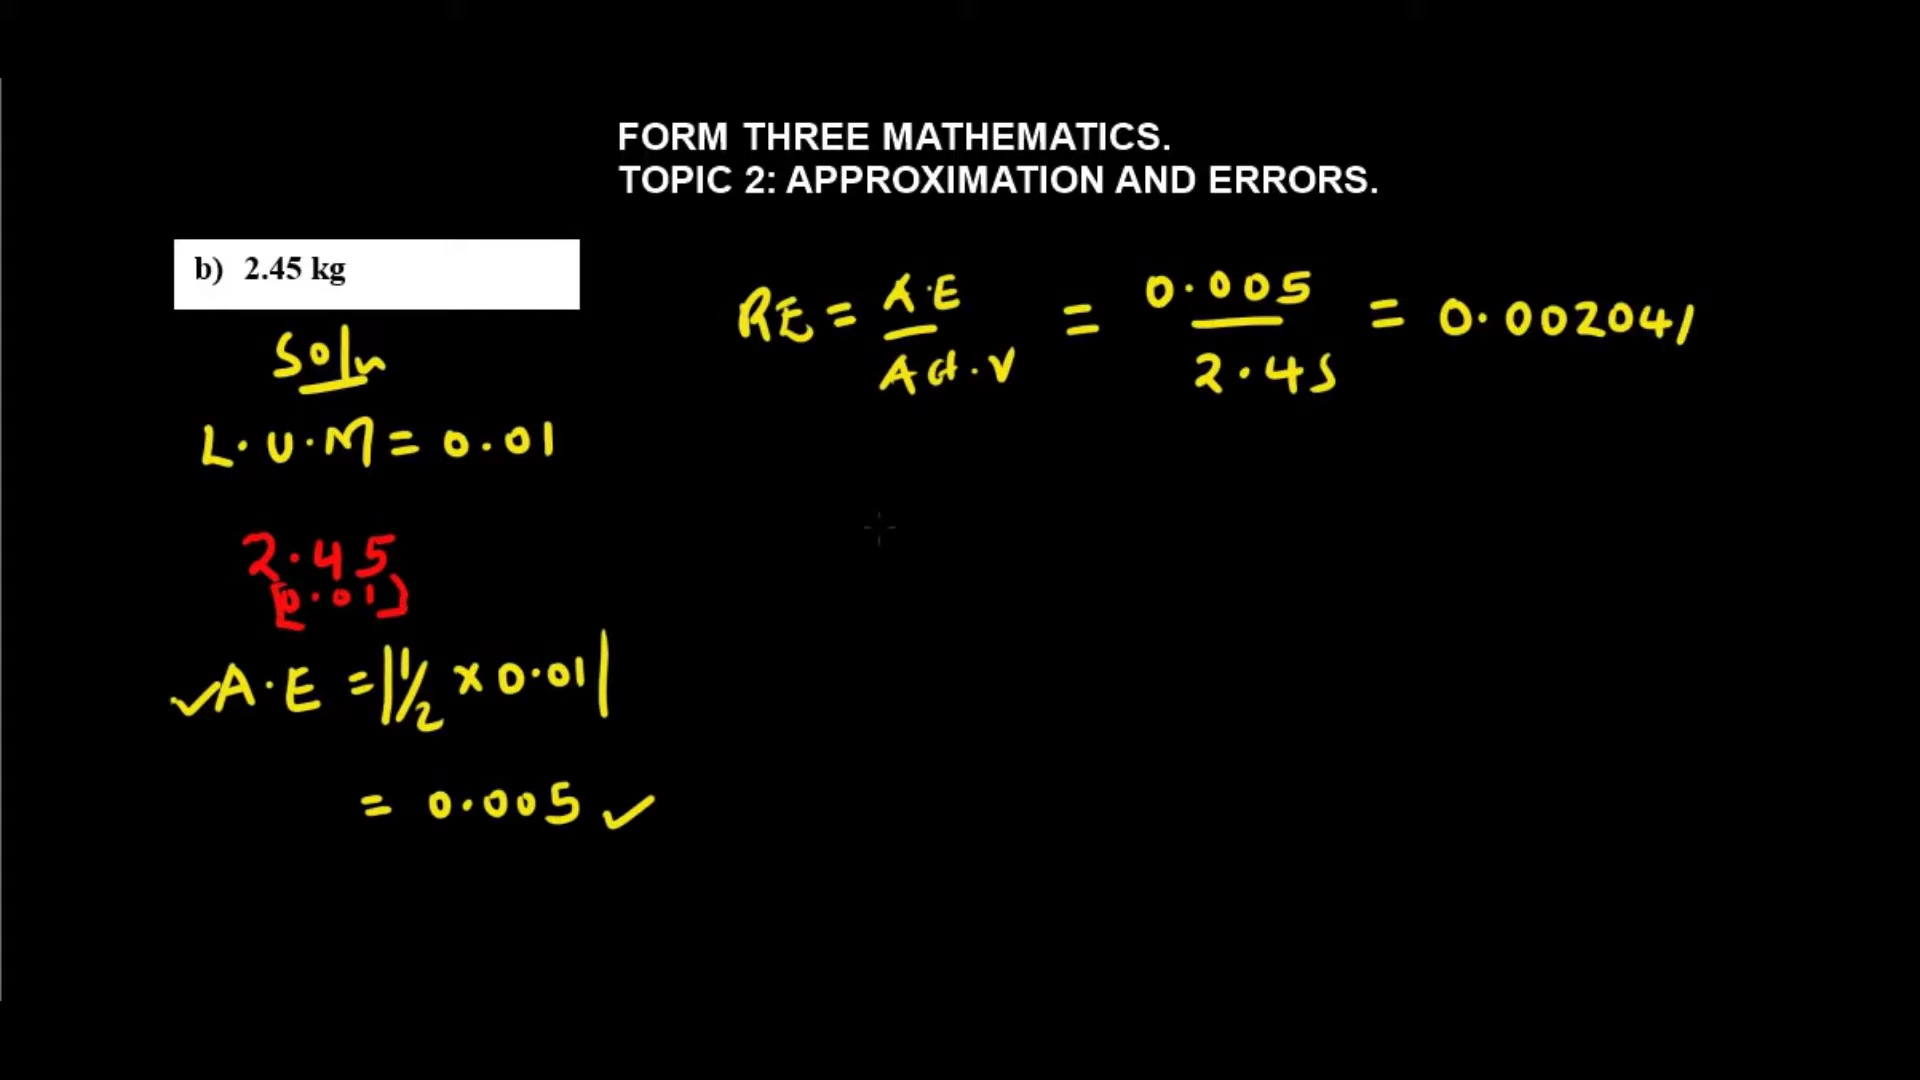 FORM THREE MATHEMATICS.
TOPIC 2: APPROXIMATION AND ERRORS.
b) 2.45 kg
Soln
L.U.M = 0.01
2.45
[0.01]
✓A.E = |1/2 × 0.01|
= 0.005 ✓
RE = A.E / Act.V = 0.005 / 2.45 = 0.002041